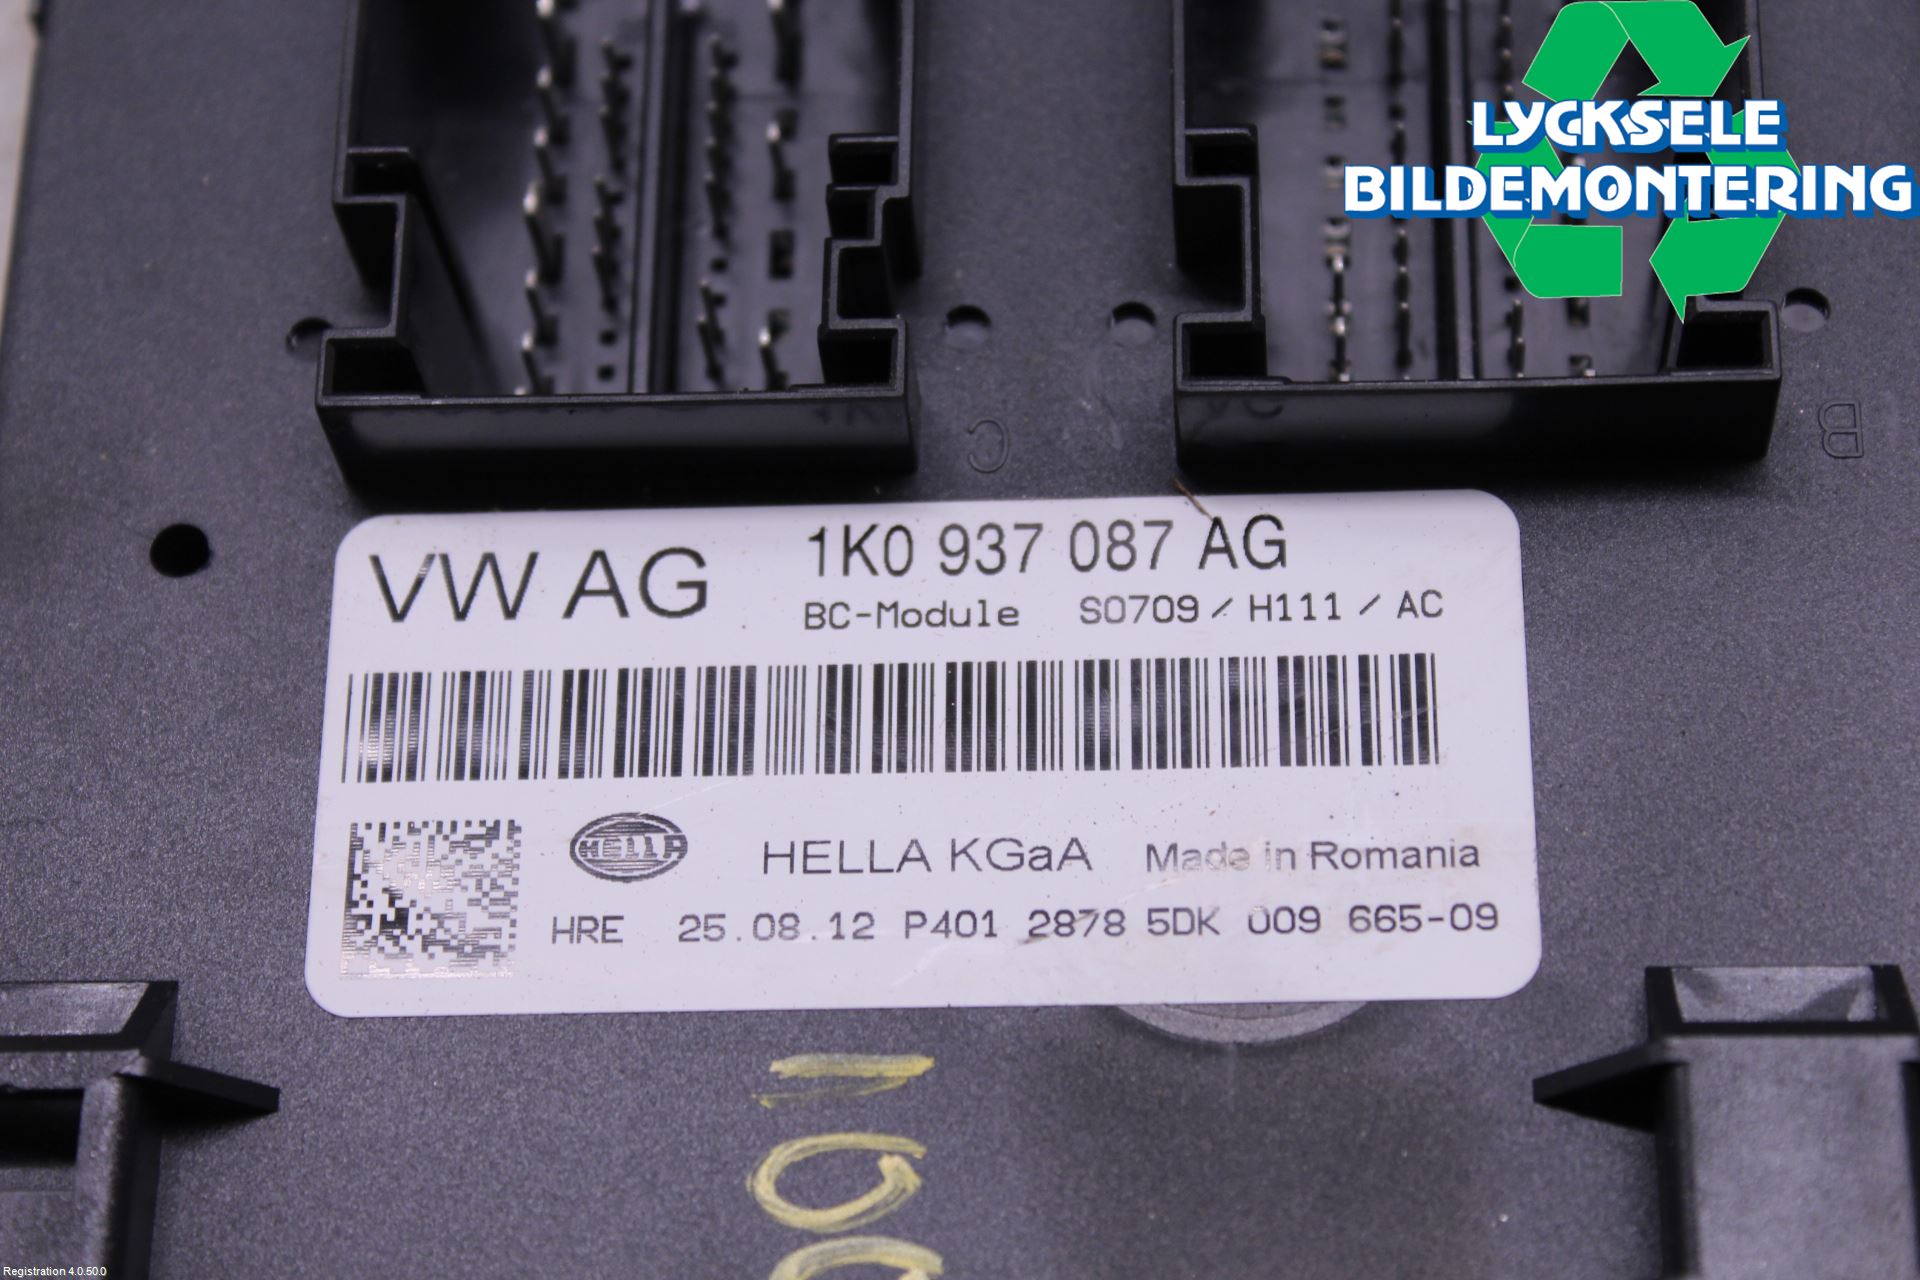 LYCKSELE
BILDEMONTERING
C
B
VW AG
1K0 937 087 AG
BC-Module S0709 / H111 / AC
HELLA
HELLA KGaA Made in Romania
HRE 25.08.12 P401 2878 5DK 009 665-09
Registration 4.0.50.0